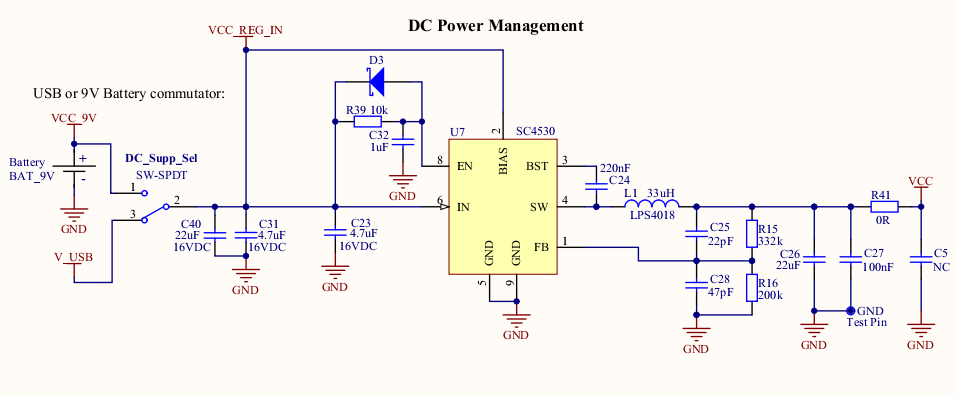 DC Power Management
VCC_REG_IN
USB or 9V Battery commutator:
VCC_9V
Battery
BAT_9V
+
-
GND
DC_Supp_Sel
SW-SPDT
1
2
3
V_USB
C40
22uF
16VDC
C31
4.7uF
16VDC
GND
D3
R39 10k
C32
1uF
GND
C23
4.7uF
16VDC
GND
U7
SC4530
2
BIAS
8
EN
6
IN
BST
3
SW
4
FB
1
GND
5
GND
9
GND
220nF
C24
L1 33uH
LPS4018
C25
22pF
R15
332k
C28
47pF
R16
200k
GND
C26
22uF
GND
C27
100nF
GND
Test Pin
R41
0R
VCC
C5
NC
GND